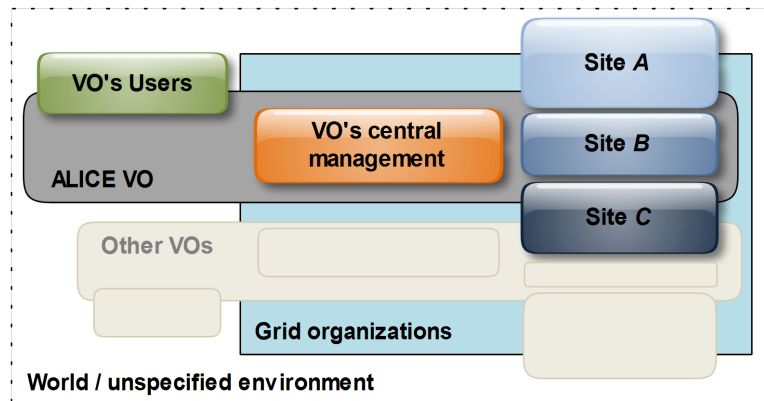 VO's Users
Site A
VO's central
management
Site B
ALICE VO
Site C
Other VOs
Grid organizations
World / unspecified environment